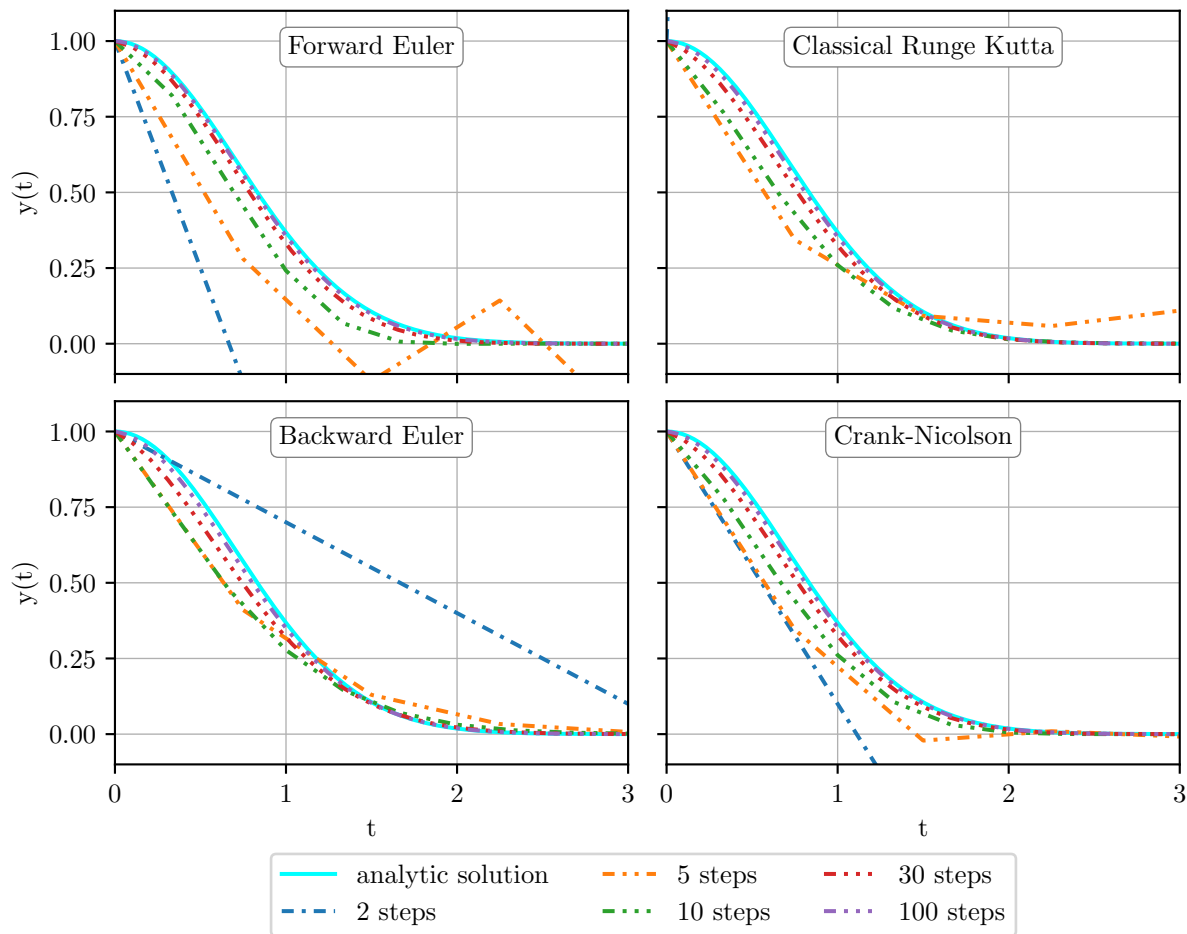 Forward Euler
Classical Runge Kutta
1.00
0.75
0.50
0.25
0.00
y(t)
Backward Euler
Crank-Nicolson
1.00
0.75
0.50
0.25
0.00
y(t)
0 1 2 3
0 1 2 3
t
t
analytic solution 5 steps 30 steps
2 steps 10 steps 100 steps